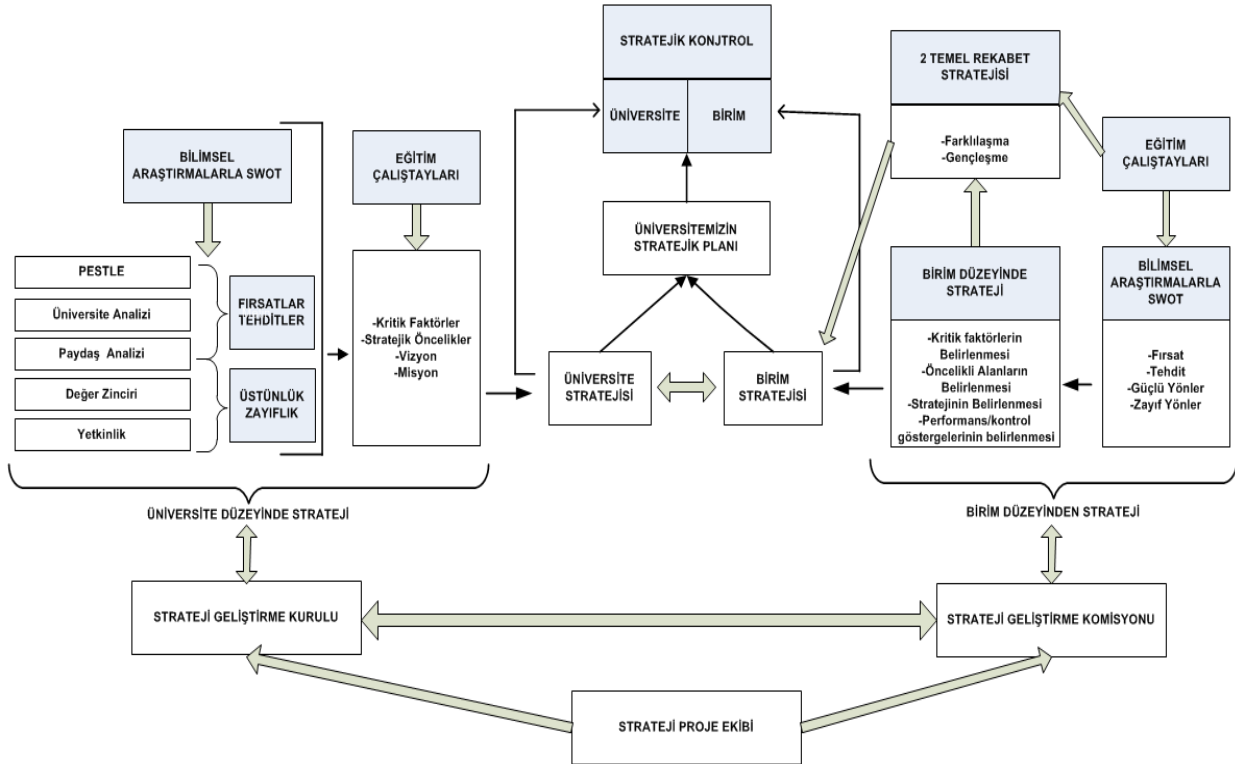 STRATEJİK KONJTROL
ÜNİVERSİTE
BİRİM
2 TEMEL REKABET
STRATEJİSİ
-Farklılaşma
-Gençleşme
BİLİMSEL
ARAŞTIRMALARLA SWOT
EĞİTİM
ÇALIŞTAYLARI
EĞİTİM
ÇALIŞTAYLARI
ÜNİVERSİTEMİZİN
STRATEJİK PLANI
PESTLE
Üniversite Analizi
Paydaş Analizi
Değer Zinciri
Yetkinlik
FIRSATLAR
TEHDİTLER
ÜSTÜNLÜK
ZAYIFLIK
-Kritik Faktörler
-Stratejik Öncelikler
-Vizyon
-Misyon
ÜNİVERSİTE
STRATEJİSİ
BİRİM
STRATEJİSİ
BİRİM DÜZEYİNDE
STRATEJİ
-Kritik faktörlerin
Belirlenmesi
-Öncelikli Alanların
Belirlenmesi
-Stratejinin Belirlenmesi
-Performans/kontrol
göstergelerinin belirlenmesi
BİLİMSEL
ARAŞTIRMALARLA
SWOT
-Fırsat
-Tehdit
-Güçlü Yönler
-Zayıf Yönler
ÜNİVERSİTE DÜZEYİNDE STRATEJİ
BİRİM DÜZEYİNDEN STRATEJİ
STRATEJİ GELİŞTİRME KURULU
STRATEJİ GELİŞTİRME KOMİSYONU
STRATEJİ PROJE EKİBİ